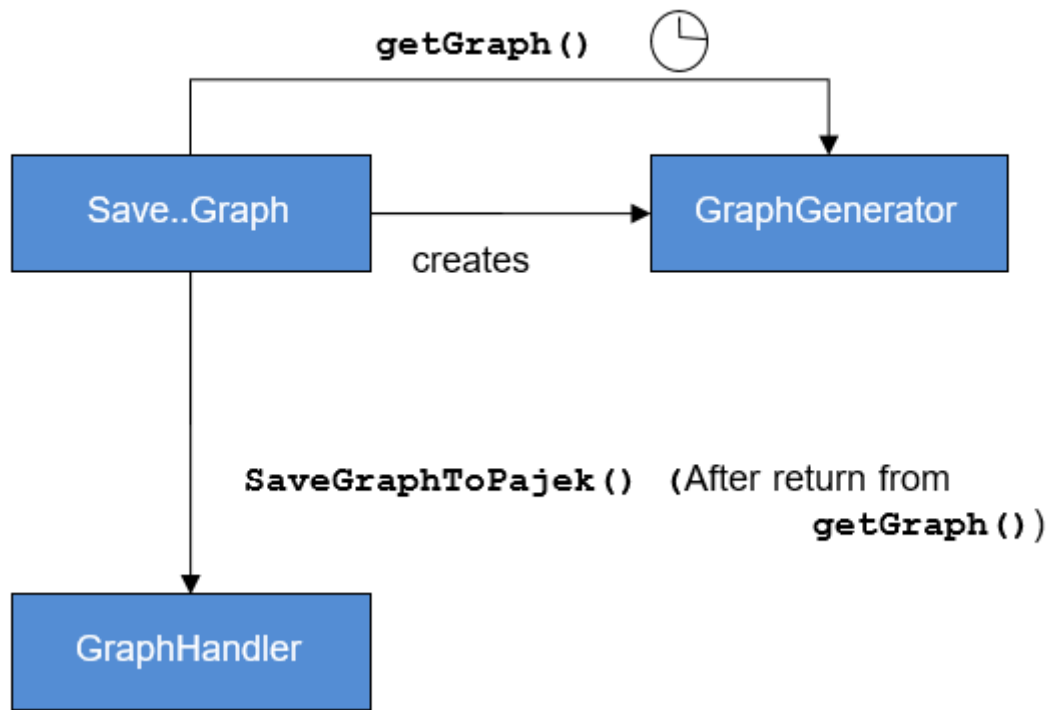 getGraph()
Save..Graph
GraphGenerator
creates
SaveGraphToPajek() (After return from
getGraph())
GraphHandler